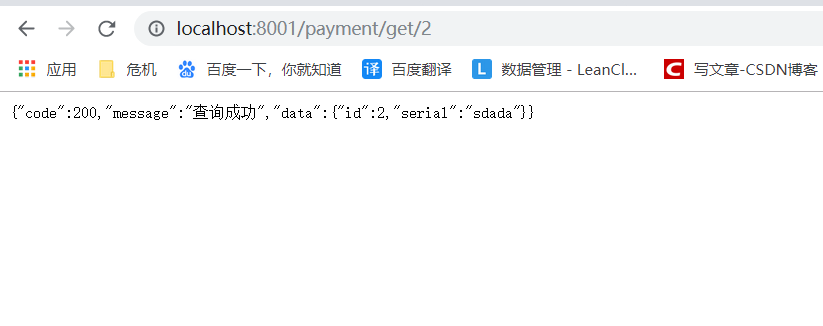 localhost:8001/payment/get/2
应用 危机 百度一下，你就知道 译 百度翻译 L 数据管理 - LeanCl... C 写文章-CSDN博客
{"code":200,"message":"查询成功","data":{"id":2,"serial":"sdada"}}